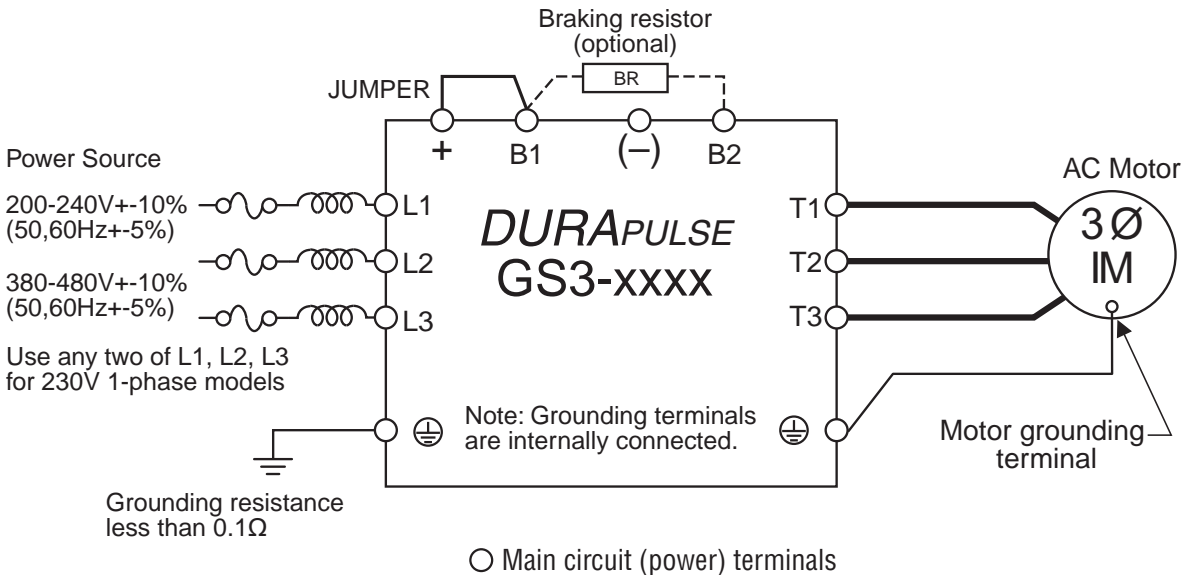 Braking resistor
(optional)
BR
JUMPER
+ B1 (–) B2
Power Source
200-240V+-10%
(50,60Hz+-5%)
380-480V+-10%
(50,60Hz+-5%)
Use any two of L1, L2, L3
for 230V 1-phase models
L1
L2
L3
DURAPULSE
GS3-xxxx
T1
T2
T3
AC Motor
3Ø
IM
Note: Grounding terminals
are internally connected.
Motor grounding
terminal
Grounding resistance
less than 0.1Ω
Main circuit (power) terminals